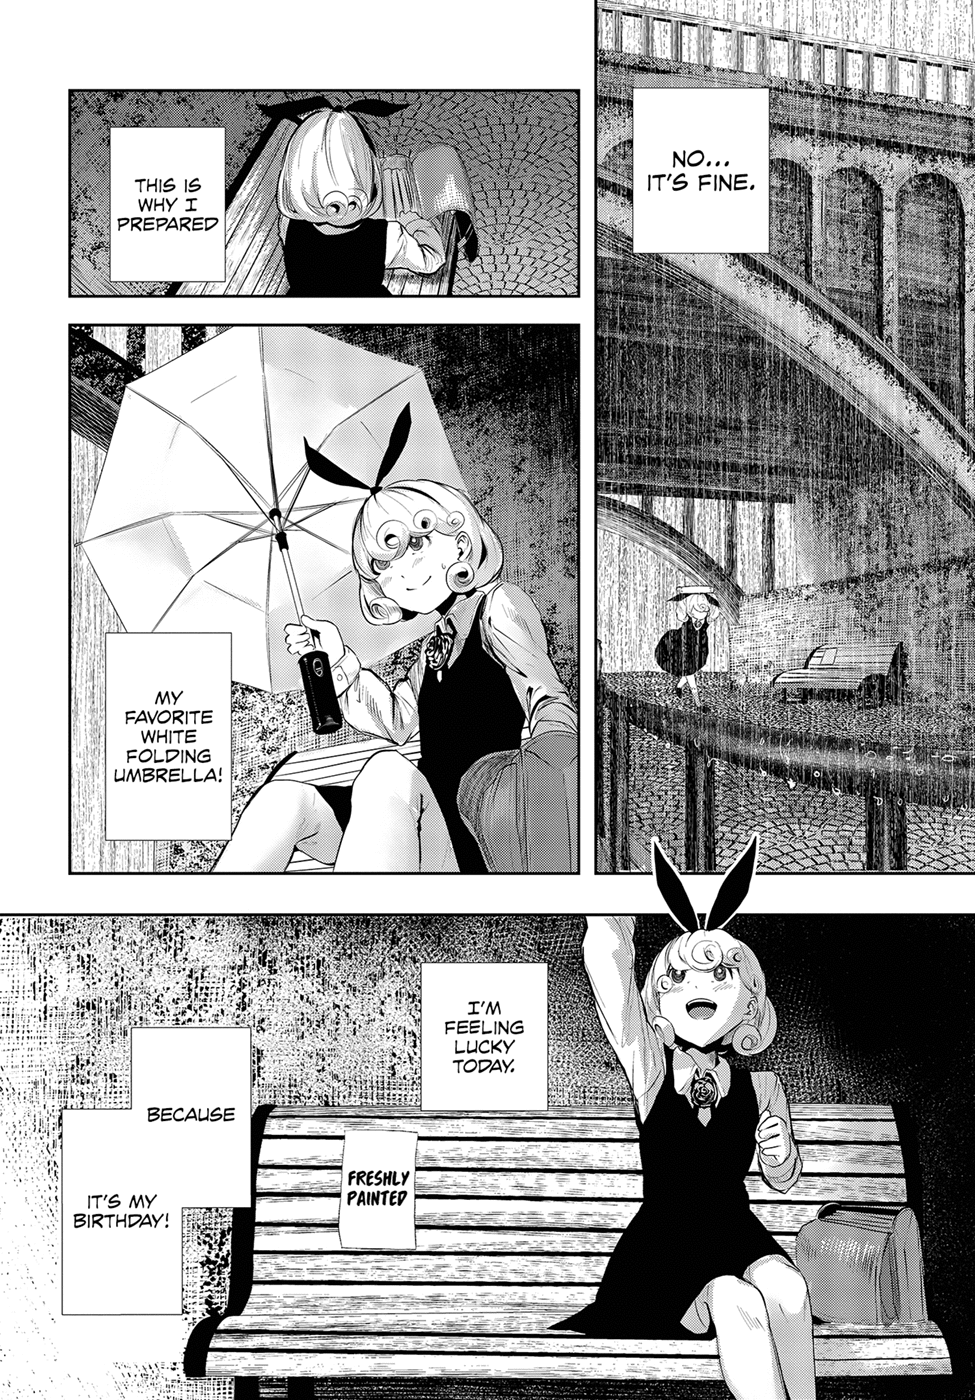 NO...
IT'S FINE.
THIS IS
WHY I
PREPARED
MY
FAVORITE
WHITE
FOLDING
UMBRELLA!
I'M
FEELING
LUCKY
TODAY.
BECAUSE
IT'S MY
BIRTHDAY!
FRESHLY
PAINTED